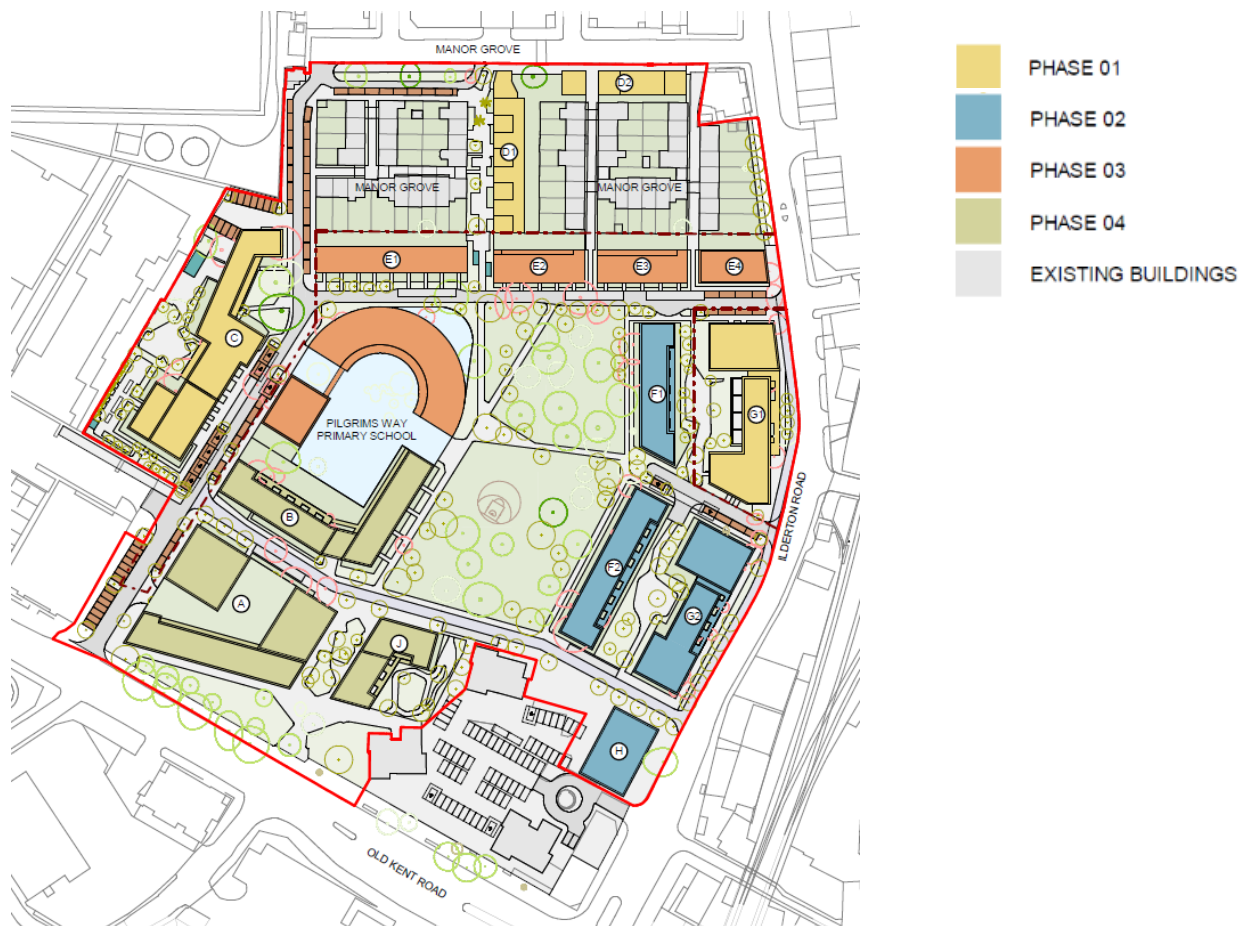 MANOR GROVE
D2
D1
MANOR GROVE
MANOR GROVE
E1
E2
E3
E4
C
F1
G1
PILGRIMS WAY
PRIMARY SCHOOL
B
ILDERTON ROAD
F2
A
G2
J
H
OLD KENT ROAD
PHASE 01
PHASE 02
PHASE 03
PHASE 04
EXISTING BUILDINGS